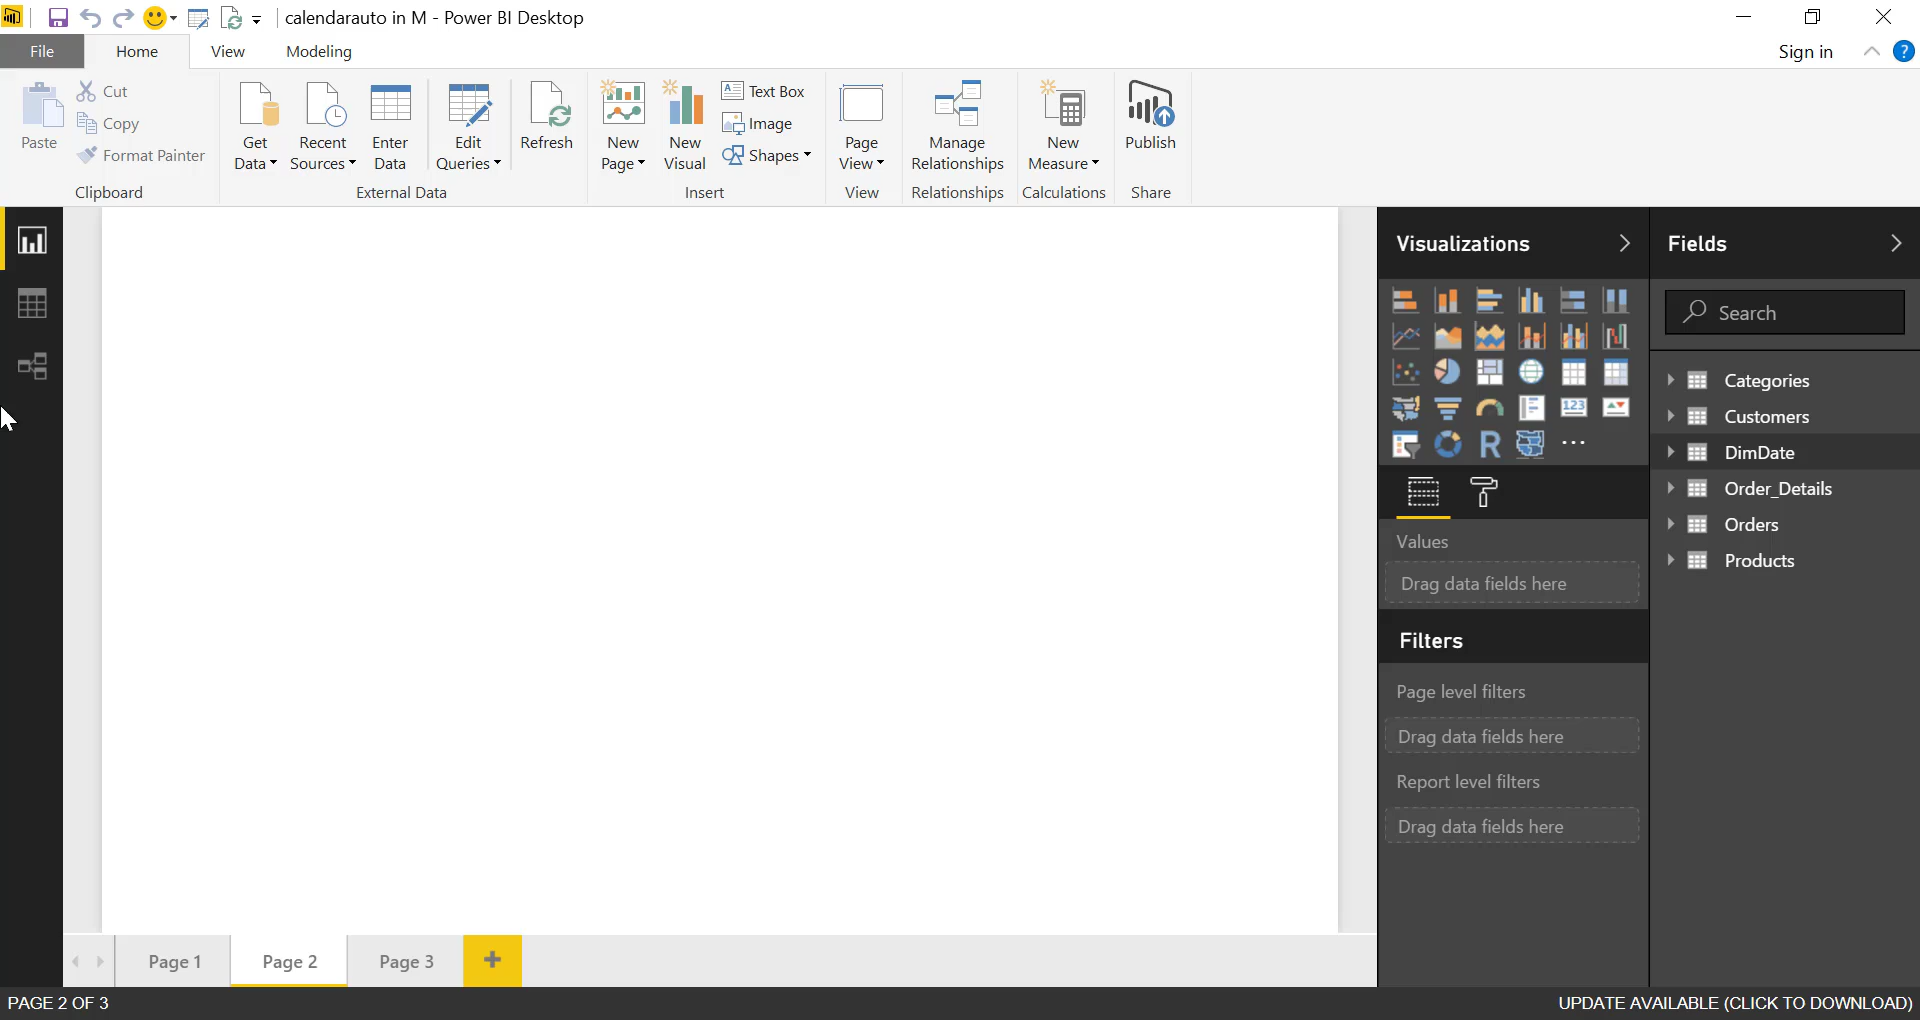 calendarauto in M - Power BI Desktop
File Home View Modeling Sign in ?
Paste
Cut
Copy
Format Painter
Clipboard
Get Data
Recent Sources
Enter Data
Edit Queries
Refresh
External Data
New Page
New Visual
Text Box
Image
Shapes
Insert
Page View
View
Manage Relationships
Relationships
New Measure
Calculations
Publish
Share
Visualizations
123
R
Values
Drag data fields here
Filters
Page level filters
Drag data fields here
Report level filters
Drag data fields here
Fields
Search
Categories
Customers
DimDate
Order_Details
Orders
Products
Page 1 Page 2 Page 3 +
PAGE 2 OF 3
UPDATE AVAILABLE (CLICK TO DOWNLOAD)